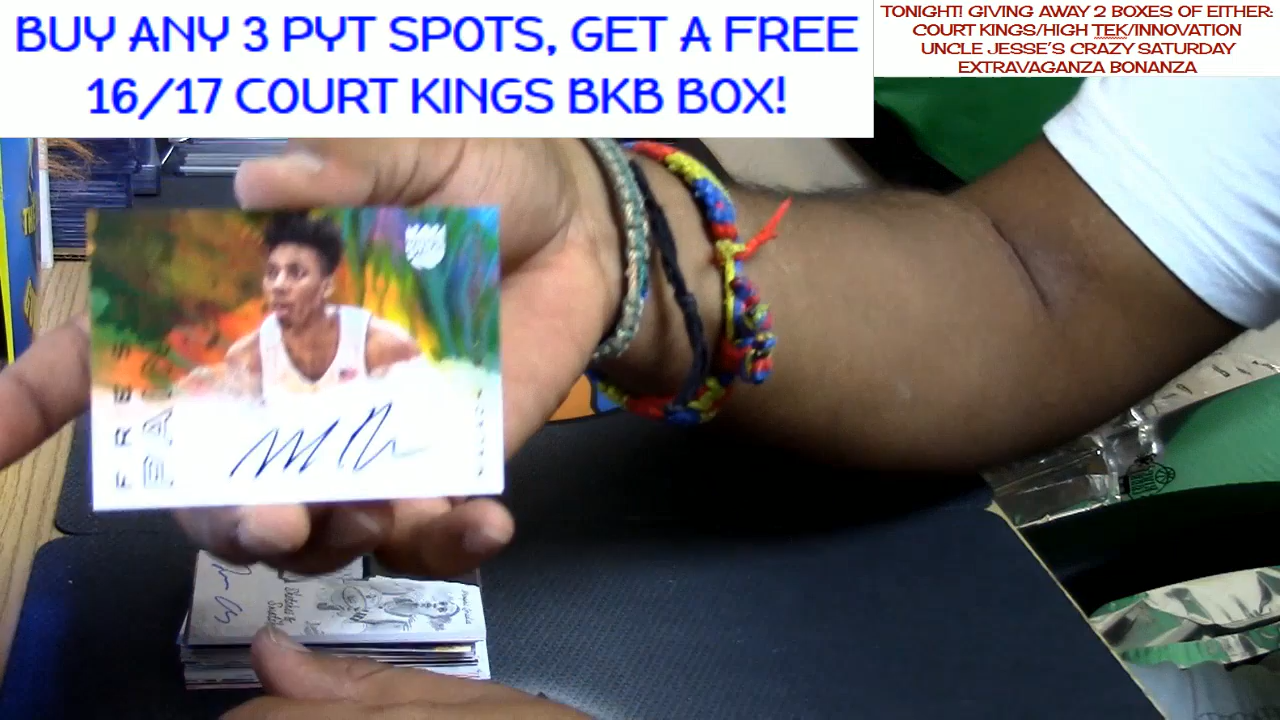 BUY ANY 3 PYT SPOTS, GET A FREE
16/17 COURT KINGS BKB BOX!
TONIGHT! GIVING AWAY 2 BOXES OF EITHER:
COURT KINGS/HIGH TEK/INNOVATION
UNCLE JESSE'S CRAZY SATURDAY
EXTRAVAGANZA BONANZA